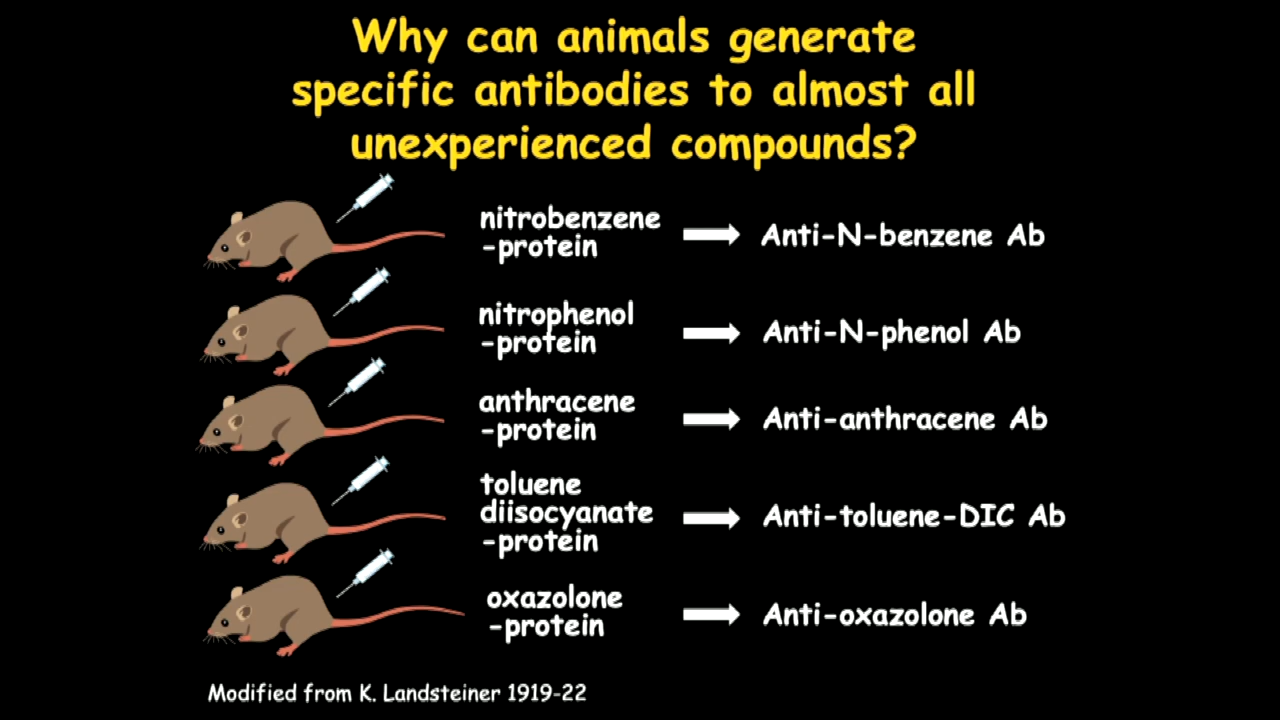 Why can animals generate
specific antibodies to almost all
unexperienced compounds?
nitrobenzene
-protein
Anti-N-benzene Ab
nitrophenol
-protein
Anti-N-phenol Ab
anthracene
-protein
Anti-anthracene Ab
toluene
diisocyanate
-protein
Anti-toluene-DIC Ab
oxazolone
-protein
Anti-oxazolone Ab
Modified from K. Landsteiner 1919-22